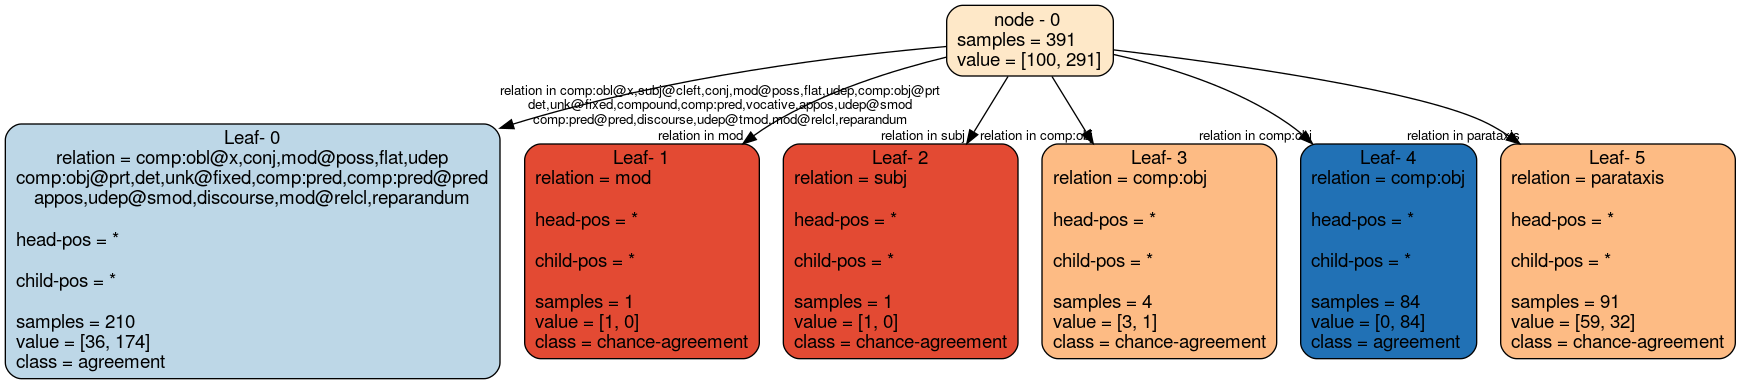 node - 0
samples = 391
value = [100, 291]
relation in comp:obl@x,subj@cleft,conj,mod@poss,flat,udep,comp:obj@prt
det,unk@fixed,compound,comp:pred,vocative,appos,udep@smod
comp:pred@pred,discourse,udep@tmod,mod@relcl,reparandum
relation in mod
relation in subj
relation in comp:obj
relation in comp:obj
relation in parataxis
Leaf- 0
relation = comp:obl@x,conj,mod@poss,flat,udep
comp:obj@prt,det,unk@fixed,comp:pred,comp:pred@pred
appos,udep@smod,discourse,mod@relcl,reparandum
head-pos = *
child-pos = *
samples = 210
value = [36, 174]
class = agreement
Leaf- 1
relation = mod
head-pos = *
child-pos = *
samples = 1
value = [1, 0]
class = chance-agreement
Leaf- 2
relation = subj
head-pos = *
child-pos = *
samples = 1
value = [1, 0]
class = chance-agreement
Leaf- 3
relation = comp:obj
head-pos = *
child-pos = *
samples = 4
value = [3, 1]
class = chance-agreement
Leaf- 4
relation = comp:obj
head-pos = *
child-pos = *
samples = 84
value = [0, 84]
class = agreement
Leaf- 5
relation = parataxis
head-pos = *
child-pos = *
samples = 91
value = [59, 32]
class = chance-agreement